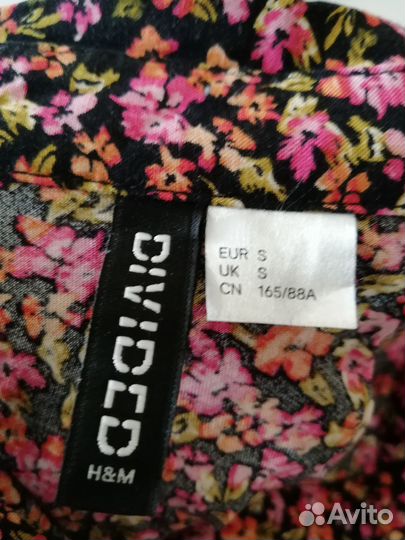 DIVIDED
H&M
EUR S
UK S
CN 165/88A
Avito